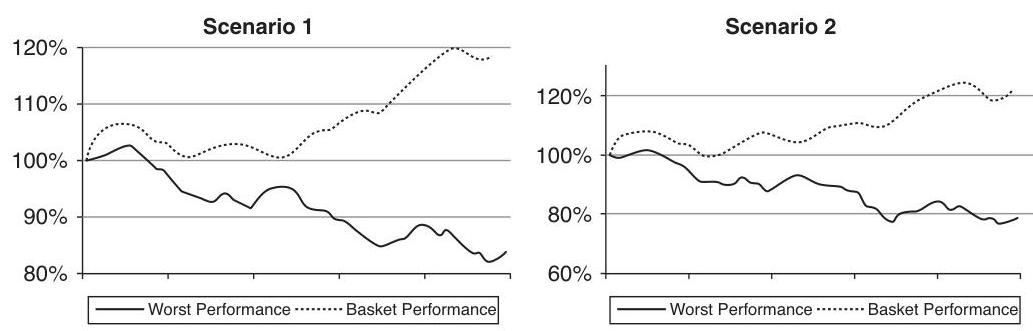 Scenario 1
120%
110%
100%
90%
80%
Worst Performance
Basket Performance
Scenario 2
120%
100%
80%
60%
Worst Performance
Basket Performance